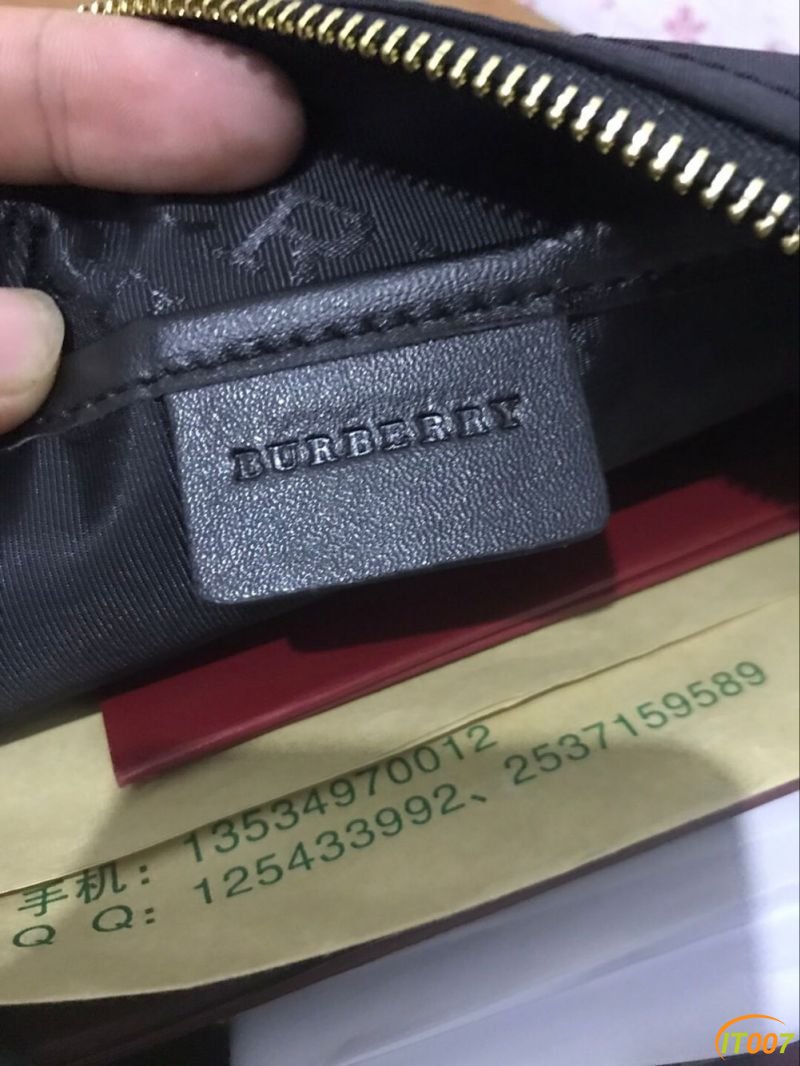 BURBERRY
手机：13534970012
Q Q：125433992、2537159589
IT007